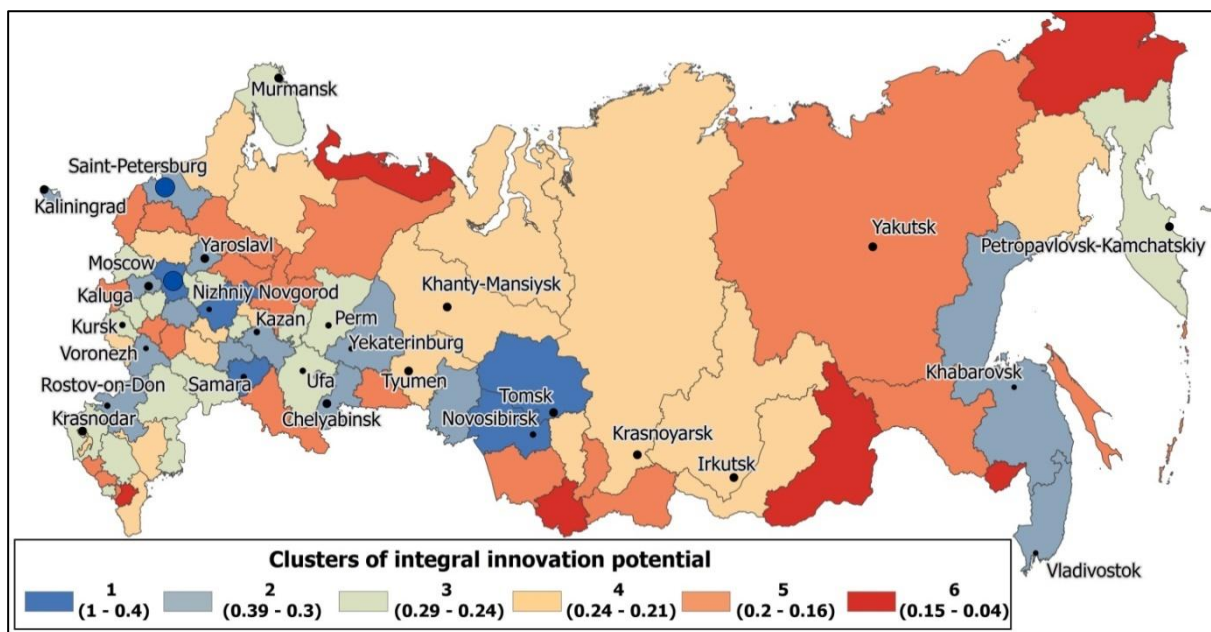 Murmansk
Saint-Petersburg
Kaliningrad
Yaroslavl
Moscow
Kaluga
Nizhniy Novgorod
Kursk
Kazan
Perm
Voronezh
Yekaterinburg
Rostov-on-Don
Samara
Ufa
Tyumen
Krasnodar
Chelyabinsk
Khanty-Mansiysk
Tomsk
Novosibirsk
Krasnoyarsk
Irkutsk
Yakutsk
Petropavlovsk-Kamchatskiy
Khabarovsk
Vladivostok
Clusters of integral innovation potential
1
(1 - 0.4)
2
(0.39 - 0.3)
3
(0.29 - 0.24)
4
(0.24 - 0.21)
5
(0.2 - 0.16)
6
(0.15 - 0.04)